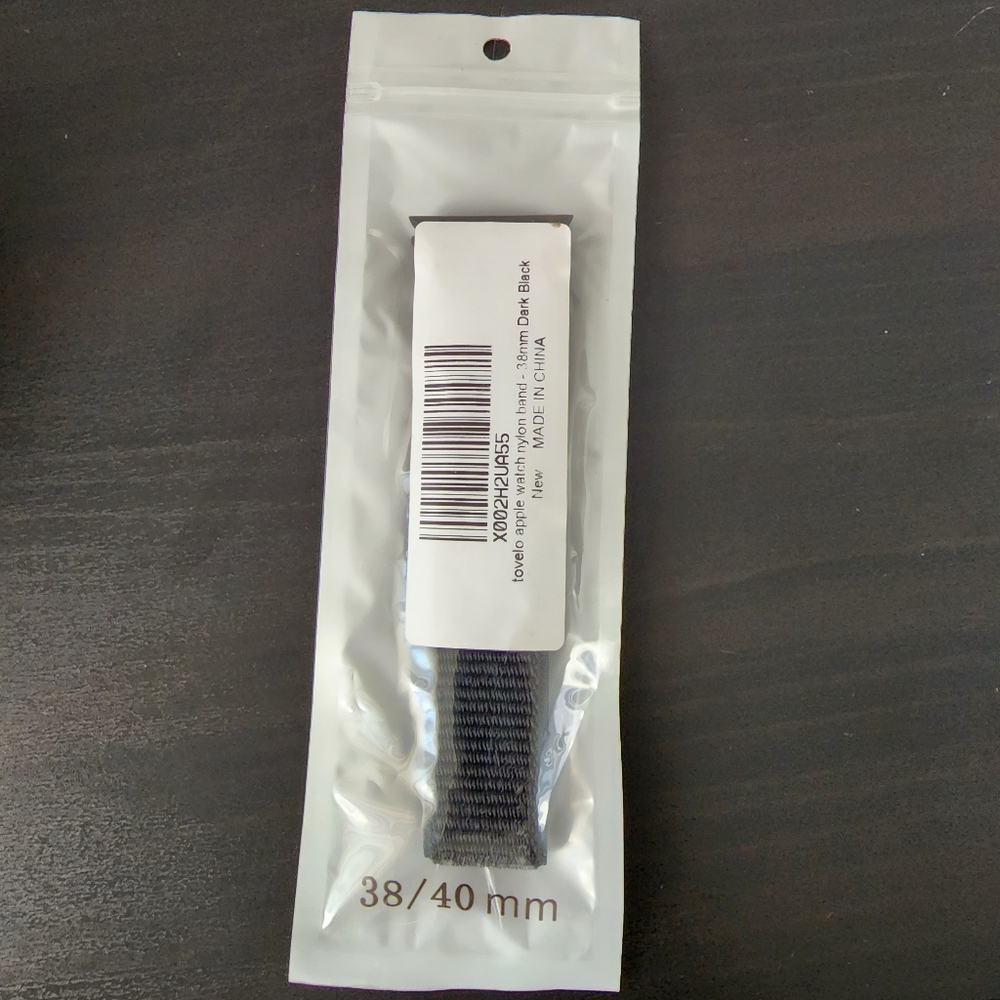 X002H2UA55
tovelo apple watch nylon band - 38mm Dark Black
New MADE IN CHINA
38/40 mm